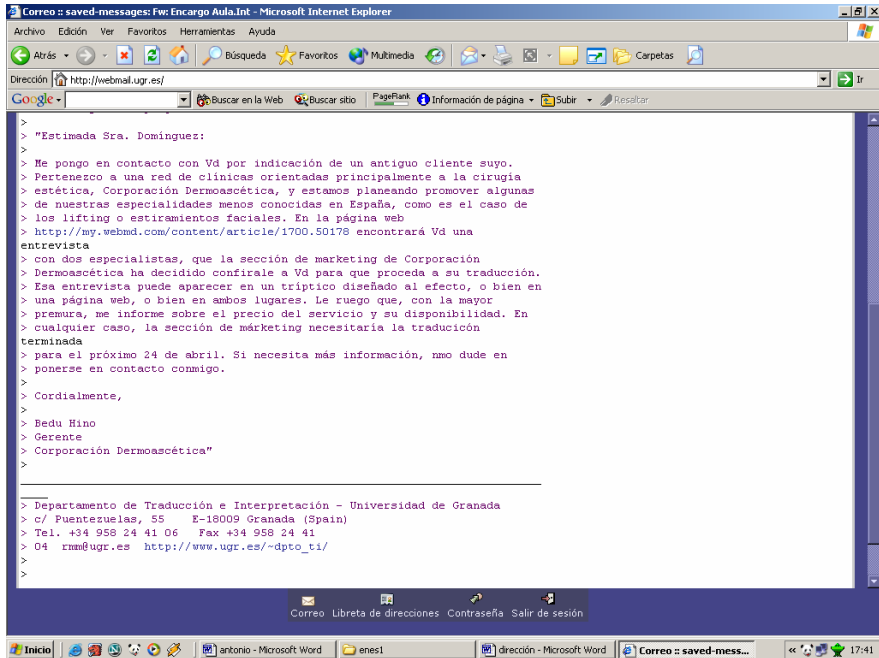 Correo :: saved-messages: Fw: Encargo Aula.Int - Microsoft Internet Explorer
Archivo Edición Ver Favoritos Herramientas Ayuda
Atrás Búsqueda Favoritos Multimedia Carpetas
Dirección http://webmail.ugr.es/ Ir
Google Buscar en la Web Buscar sitio PageRank Información de página Subir Resaltar
>
> "Estimada Sra. Domínguez:
>
> Me pongo en contacto con Vd por indicación de un antiguo cliente suyo.
> Pertenezco a una red de clínicas orientadas principalmente a la cirugía
> estética, Corporación Dermoascética, y estamos planeando promover algunas
> de nuestras especialidades menos conocidas en España, como es el caso de
> los lifting o estiramientos faciales. En la página web
> http://my.webmd.com/content/article/1700.50178 encontrará Vd una
entrevista
> con dos especialistas, que la sección de marketing de Corporación
> Dermoascética ha decidido confirale a Vd para que proceda a su traducción.
> Esa entrevista puede aparecer en un tríptico diseñado al efecto, o bien en
> una página web, o bien en ambos lugares. Le ruego que, con la mayor
> premura, me informe sobre el precio del servicio y su disponibilidad. En
> cualquier caso, la sección de márketing necesitaría la traducicón
terminada
> para el próximo 24 de abril. Si necesita más información, nmo dude en
> ponerse en contacto conmigo.
>
> Cordialmente,
>
> Bedu Hino
> Gerente
> Corporación Dermoascética"
>
> Departamento de Traducción e Interpretación - Universidad de Granada
> c/ Puentezuelas, 55 E-18009 Granada (Spain)
> Tel. +34 958 24 41 06 Fax +34 958 24 41
> 04 rmm@ugr.es http://www.ugr.es/~dpto_ti/
>
>
Correo Libreta de direcciones Contraseña Salir de sesión
Inicio antonio - Microsoft Word enes1 dirección - Microsoft Word Correo :: saved-mess... « 17:41